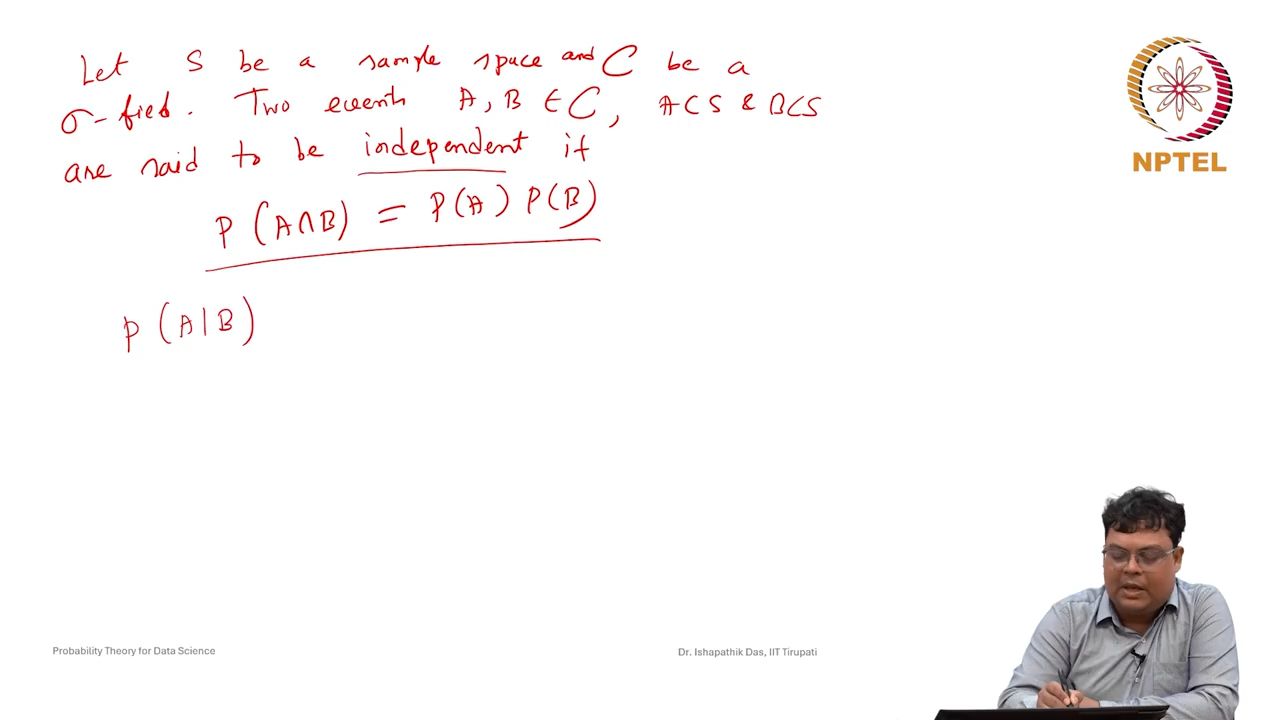 Let S be a sample space and C be a
σ-field. Two events A, B ∈ C, A ⊂ S & B ⊂ S
are said to be independent if
P (A∩B) = P(A) P(B)
P (A|B)
NPTEL
Probability Theory for Data Science
Dr. Ishapathik Das, IIT Tirupati